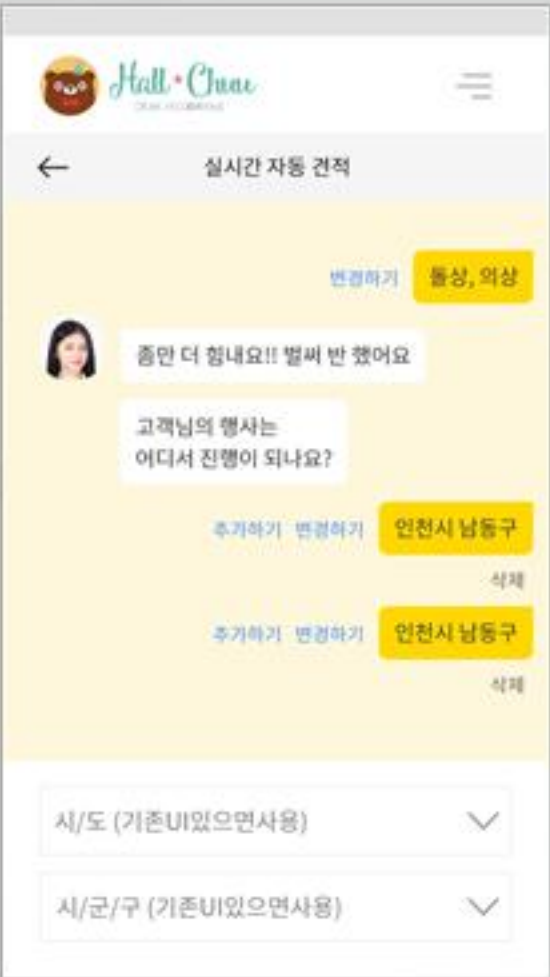 Hall
실시간 자동 견적
변경하기 돌상, 의상
좀만 더 힘내요!! 벌써 반 했어요
고객님의 행사는
어디서 진행이 되나요?
추가하기 변경하기 인천시 남동구
삭제
추가하기 변경하기 인천시 남동구
삭제
시/도 (기존UI있으면사용)
시/군/구 (기존UI있으면사용)